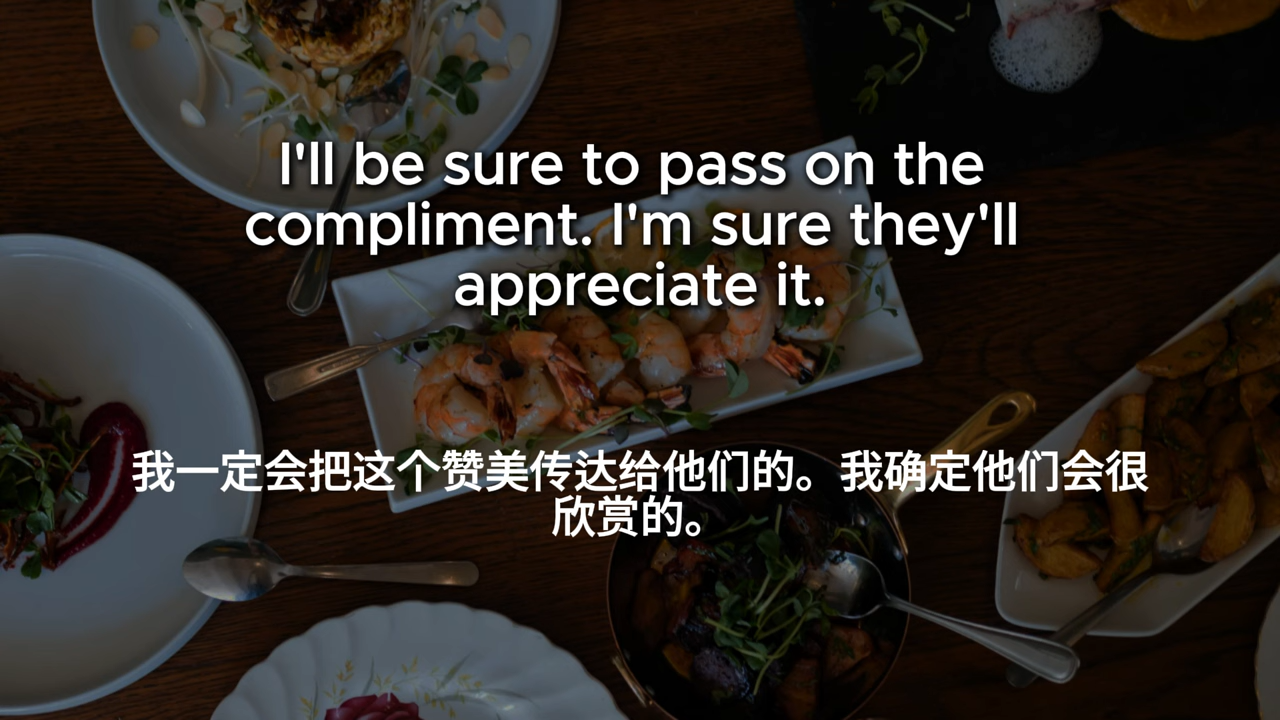 I'll be sure to pass on the
compliment. I'm sure they'll
appreciate it.
我一定会把这个赞美传达给他们的。我确定他们会很
欣赏的。